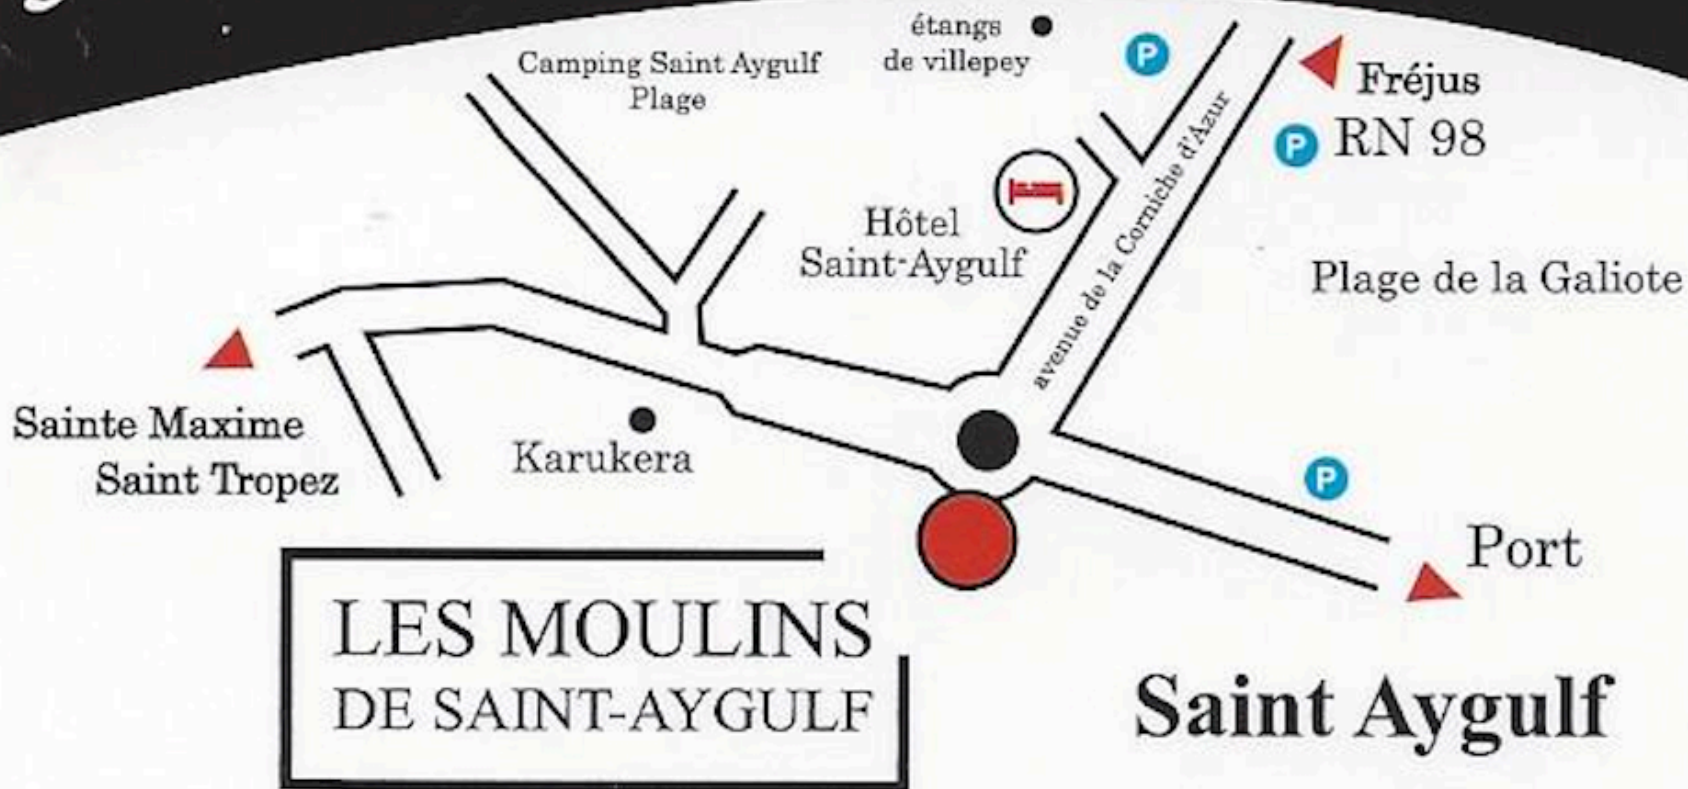 étangs
de villepey
Camping Saint Aygulf
Plage
P
Fréjus
P RN 98
avenue de la Corniche d'Azur
Hôtel
Saint-Aygulf
Plage de la Galiote
Sainte Maxime
Saint Tropez
Karukera
P
Port
LES MOULINS
DE SAINT-AYGULF
Saint Aygulf